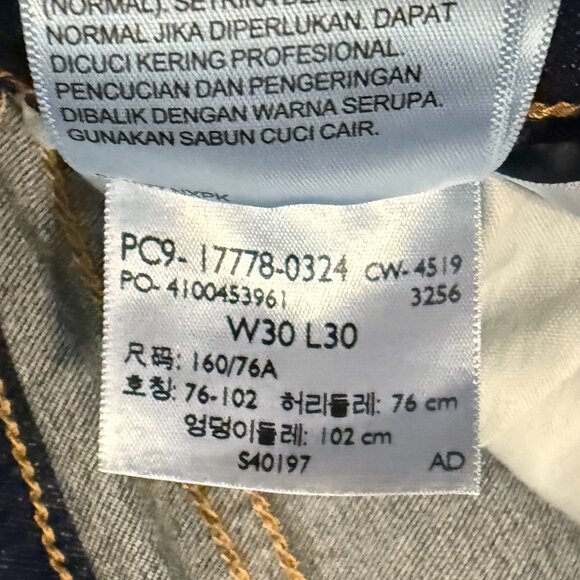 (NORMAL). SETRIKA
NORMAL JIKA DIPERLUKAN. DAPAT
DICUCI KERING PROFESIONAL.
PENCUCIAN DAN PENGERINGAN
DIBALIK DENGAN WARNA SERUPA.
GUNAKAN SABUN CUCI CAIR.
PC9- 17778-0324 CW-4519
PO-4100453961 3256
W30 L30
尺码: 160/76A
호칭: 76-102 허리둘레: 76 cm
엉덩이둘레: 102 cm
S40197 AD